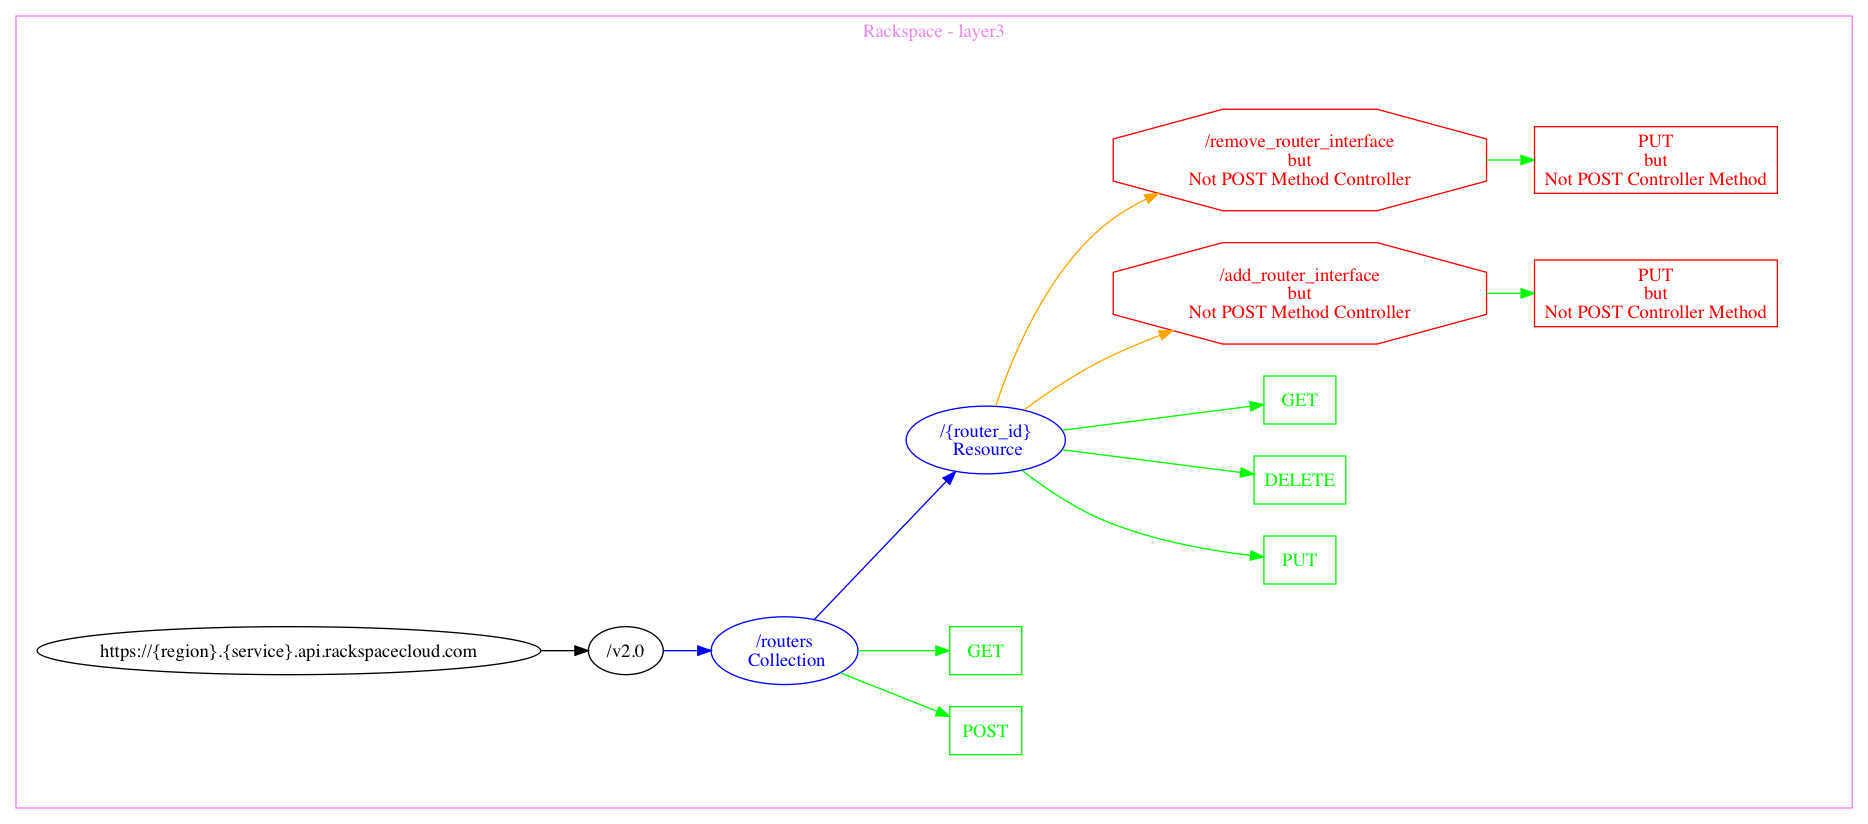 Rackspace - layer3
/remove_router_interface
but
Not POST Method Controller
PUT
but
Not POST Controller Method
/add_router_interface
but
Not POST Method Controller
PUT
but
Not POST Controller Method
GET
/{router_id}
Resource
DELETE
PUT
https://{region}.{service}.api.rackspacecloud.com
/v2.0
/routers
Collection
GET
POST